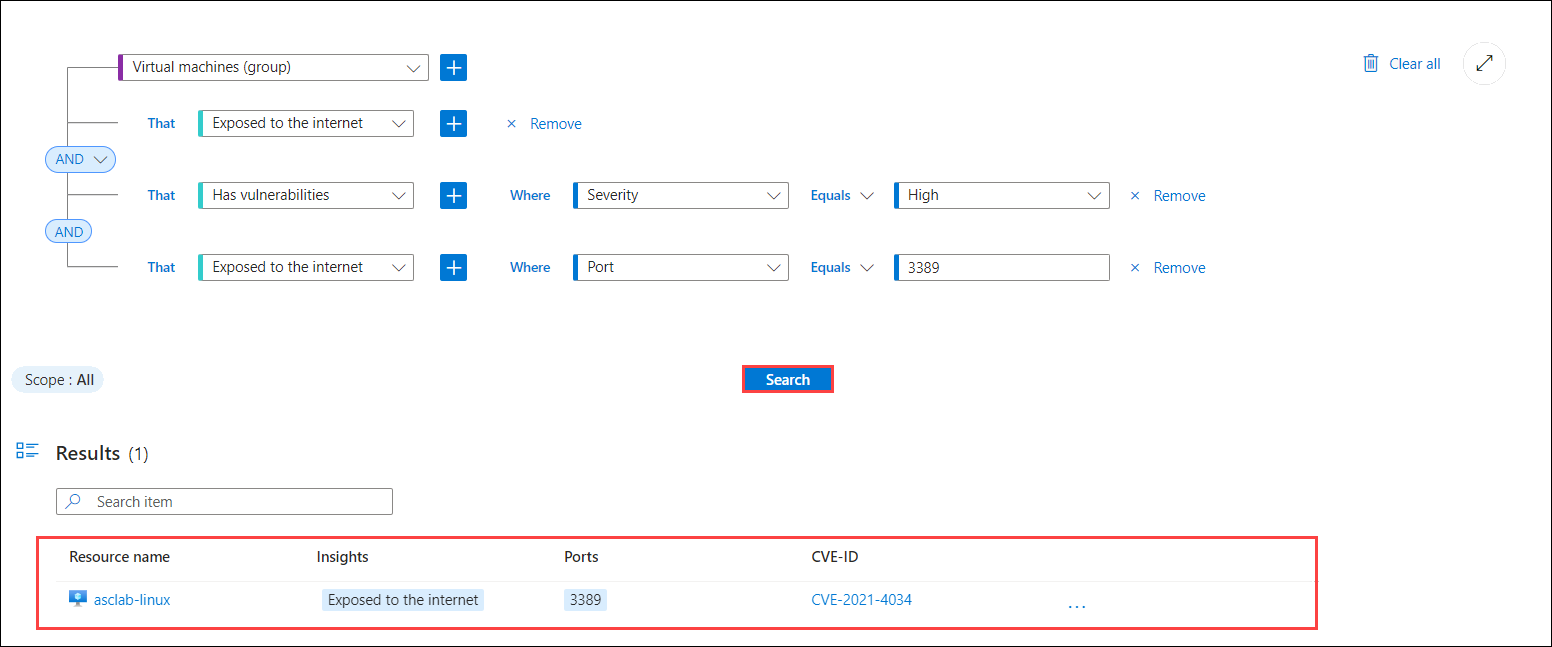 Virtual machines (group)
Clear all
That Exposed to the internet Remove
AND
That Has vulnerabilities Where Severity Equals High Remove
AND
That Exposed to the internet Where Port Equals 3389 Remove
Scope : All Search
Results (1)
Search item
Resource name Insights Ports CVE-ID
asclab-linux Exposed to the internet 3389 CVE-2021-4034 ...